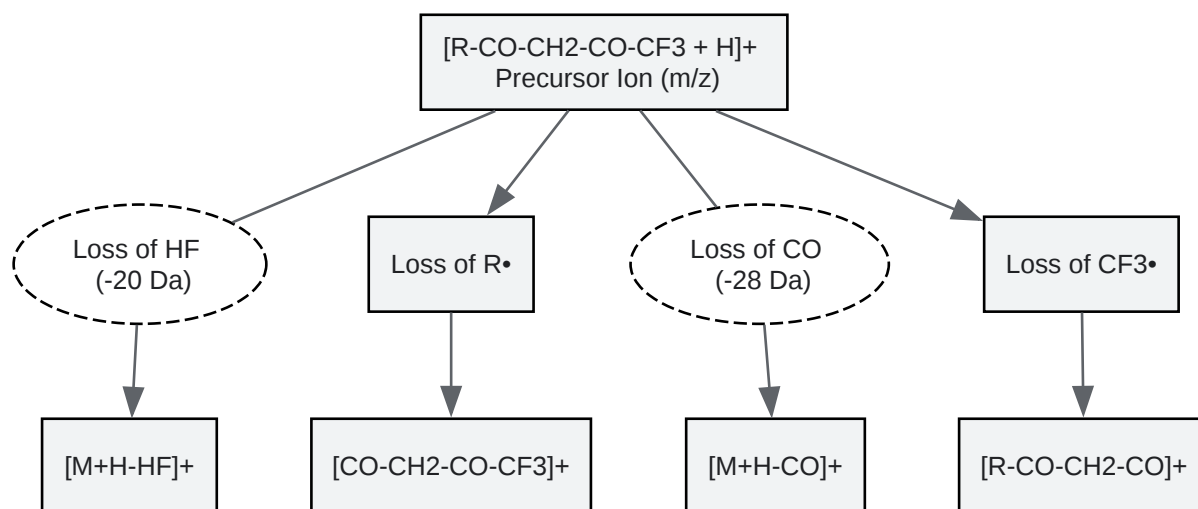 [R-CO-CH2-CO-CF3 + H]+
Precursor Ion (m/z)
Loss of HF
(-20 Da)
Loss of R•
Loss of CO
(-28 Da)
Loss of CF3•
[M+H-HF]+
[CO-CH2-CO-CF3]+
[M+H-CO]+
[R-CO-CH2-CO]+